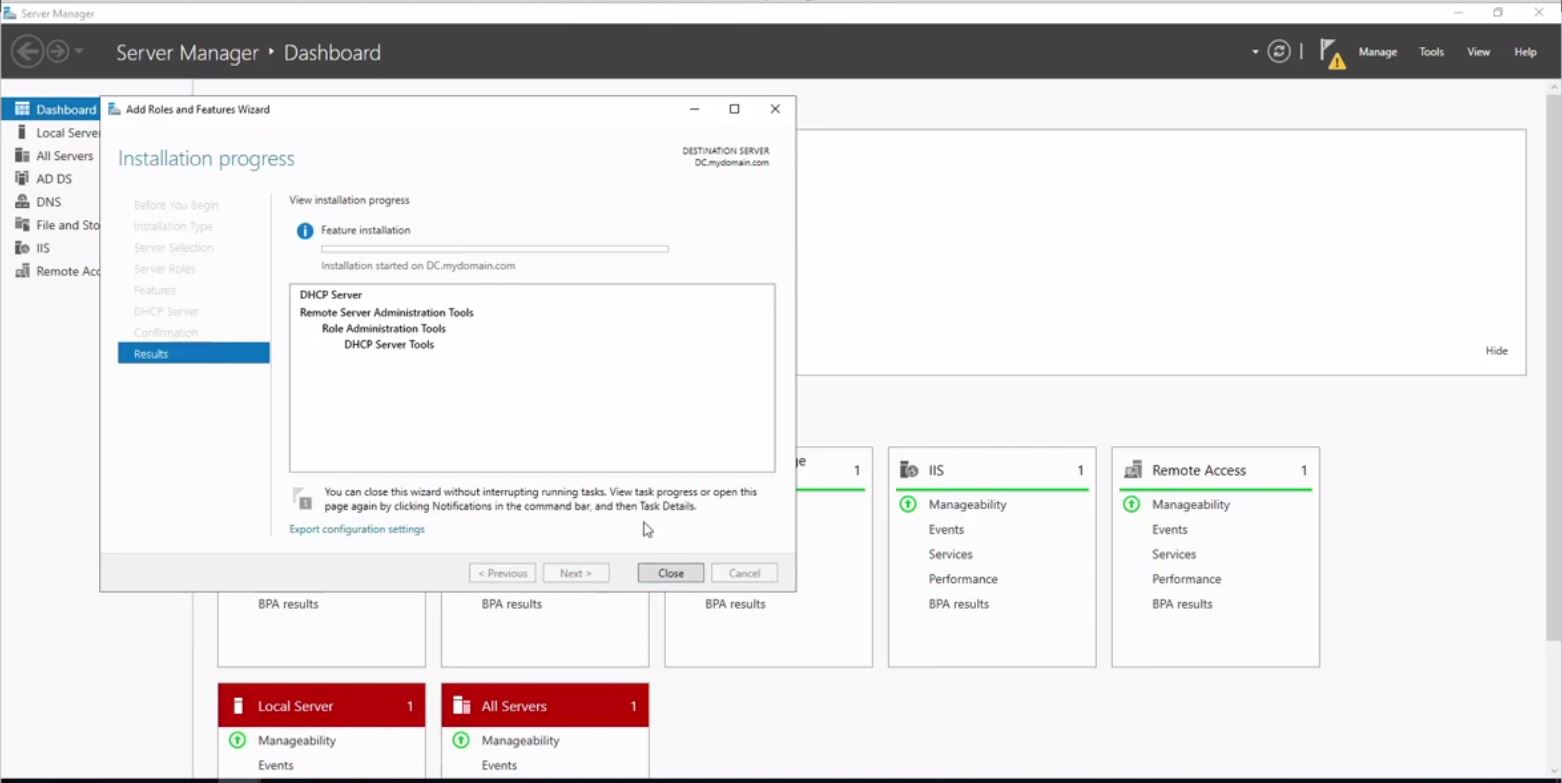 Server Manager
Server Manager ‣ Dashboard
Manage
Tools
View
Help
Dashboard
Local Server
All Servers
AD DS
DNS
File and Sto
IIS
Remote Acc
Add Roles and Features Wizard
Installation progress
DESTINATION SERVER
DC.mydomain.com
Before You Begin
Installation Type
Server Selection
Server Roles
Features
DHCP Server
Confirmation
Results
View installation progress
Feature installation
Installation started on DC.mydomain.com
DHCP Server
Remote Server Administration Tools
Role Administration Tools
DHCP Server Tools
You can close this wizard without interrupting running tasks. View task progress or open this
page again by clicking Notifications in the command bar, and then Task Details.
Export configuration settings
< Previous
Next >
Close
Cancel
Hide
BPA results
BPA results
ge 1
BPA results
IIS 1
Manageability
Events
Services
Performance
BPA results
Remote Access 1
Manageability
Events
Services
Performance
BPA results
Local Server 1
Manageability
Events
All Servers 1
Manageability
Events